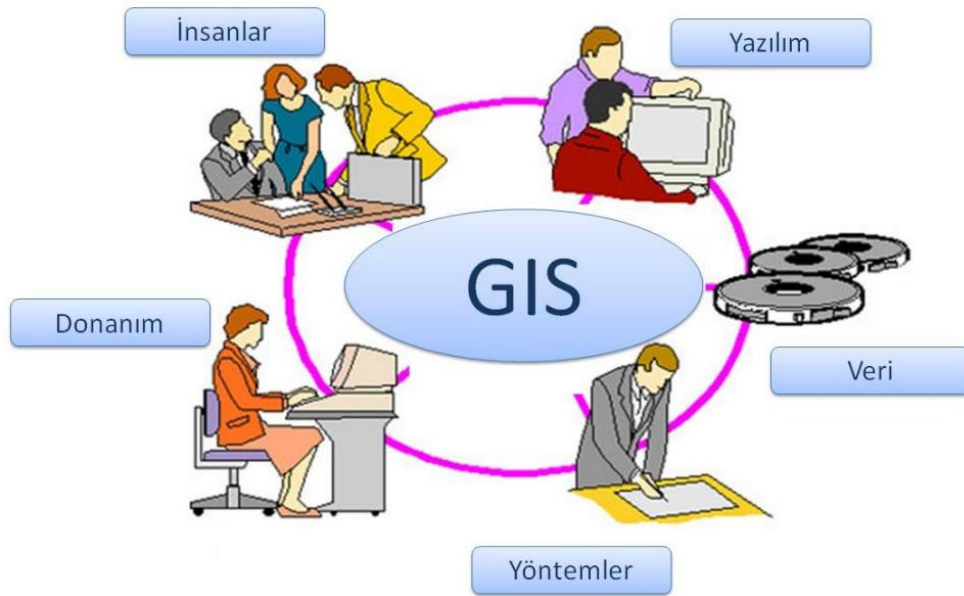 İnsanlar
Yazılım
GIS
Donanım
Veri
Yöntemler